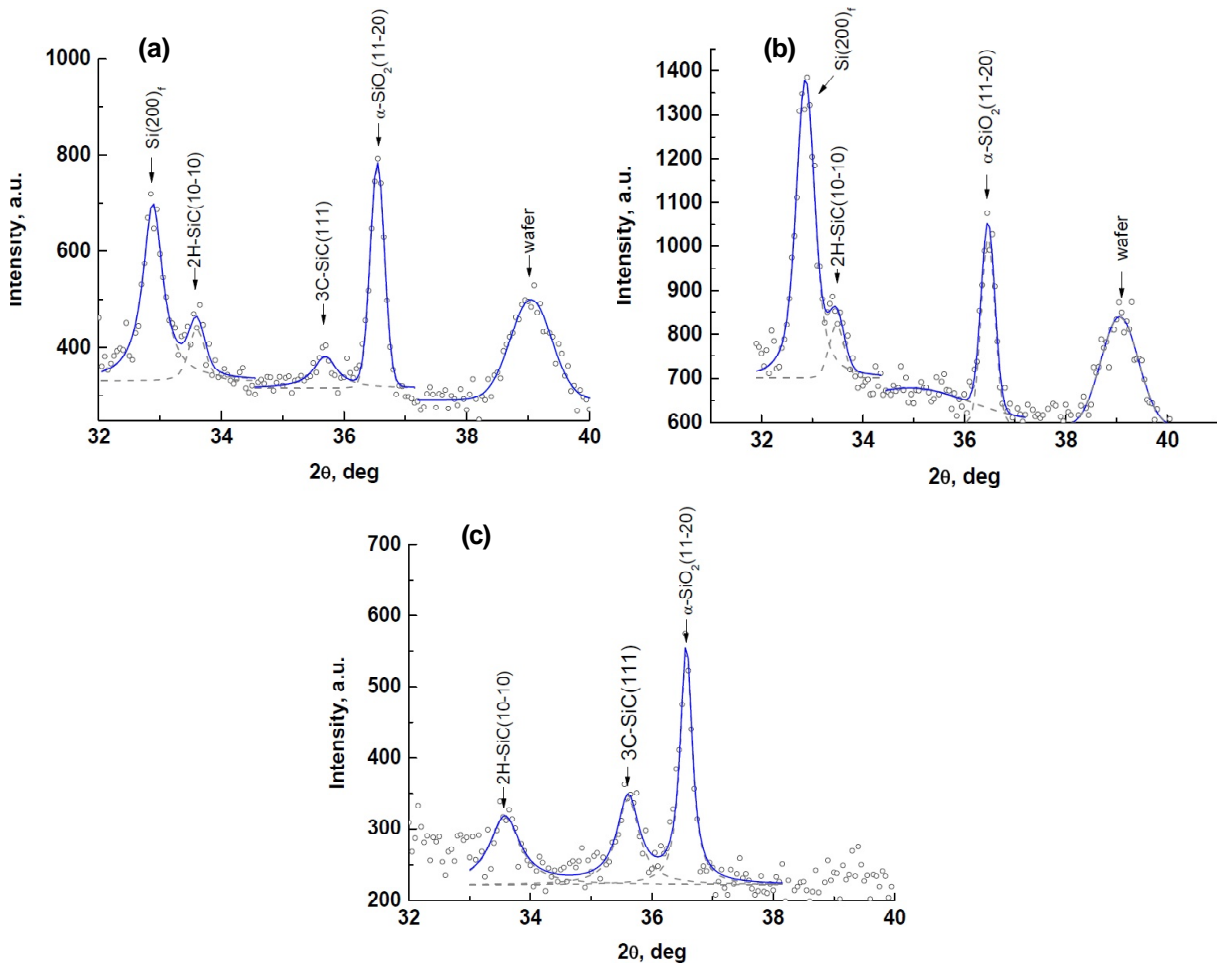 (a)
1000
800
600
400
Intensity, a.u.
Si(200)f
2H-SiC(10-10)
3C-SiC(111)
α-SiO2(11-20)
wafer
32 34 36 38 40
2θ, deg
(b)
1400
1300
1200
1100
1000
900
800
700
600
Intensity, a.u.
Si(200)f
2H-SiC(10-10)
α-SiO2(11-20)
wafer
32 34 36 38 40
2θ, deg
(c)
700
600
500
400
300
200
Intensity, a.u.
2H-SiC(10-10)
3C-SiC(111)
α-SiO2(11-20)
32 34 36 38 40
2θ, deg